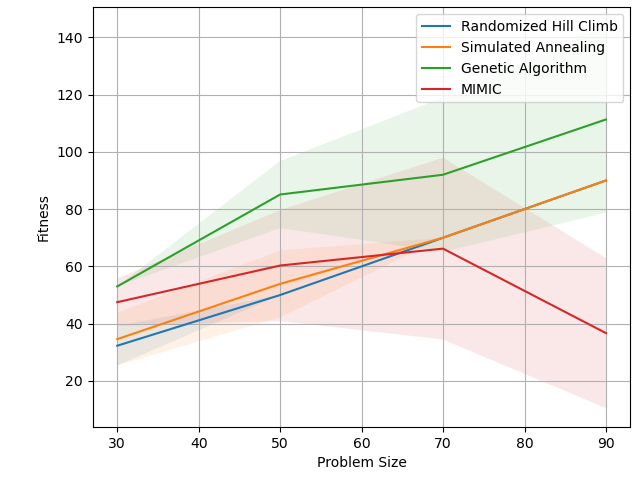 Randomized Hill Climb
Simulated Annealing
Genetic Algorithm
MIMIC
140
120
100
80
60
40
20
Fitness
30 40 50 60 70 80 90
Problem Size